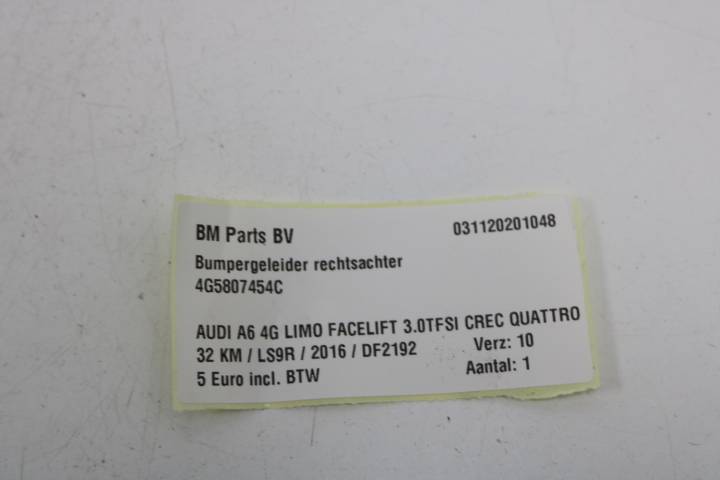 BM Parts BV 031120201048
Bumpergeleider rechtsachter
4G5807454C
AUDI A6 4G LIMO FACELIFT 3.0TFSI CREC QUATTRO
32 KM / LS9R / 2016 / DF2192 Verz: 10
5 Euro incl. BTW Aantal: 1